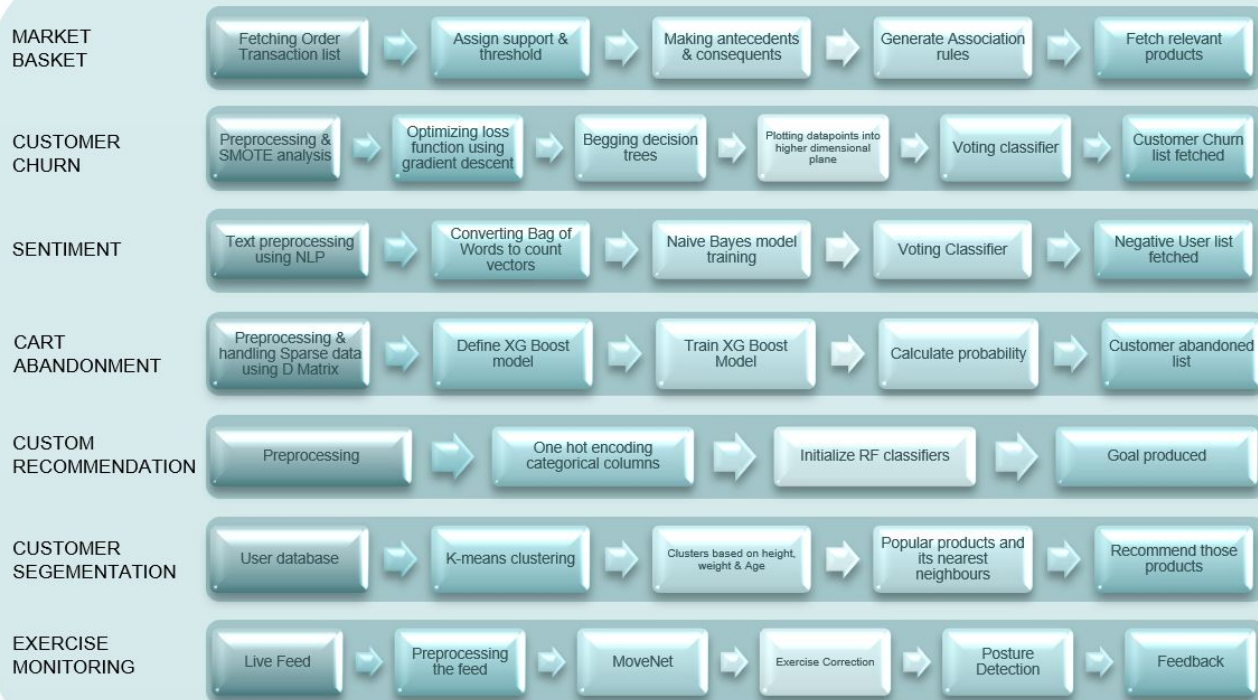 MARKET
BASKET
Fetching Order
Transaction list
Assign support &
threshold
Making antecedents
& consequents
Generate Association
rules
Fetch relevant
products
CUSTOMER
CHURN
Preprocessing &
SMOTE analysis
Optimizing loss
function using
gradient descent
Begging decision
trees
Plotting datapoints into
higher dimensional
plane
Voting classifier
Customer Churn
list fetched
SENTIMENT
Text preprocessing
using NLP
Converting Bag of
Words to count
vectors
Naive Bayes model
training
Voting Classifier
Negative User list
fetched
CART
ABANDONMENT
Preprocessing &
handling Sparse data
using D Matrix
Define XG Boost
model
Train XG Boost
Model
Calculate probability
Customer abandoned
list
CUSTOM
RECOMMENDATION
Preprocessing
One hot encoding
categorical columns
Initialize RF classifiers
Goal produced
CUSTOMER
SEGEMENTATION
User database
K-means clustering
Clusters based on height,
weight & Age
Popular products and
its nearest
neighbours
Recommend those
products
EXERCISE
MONITORING
Live Feed
Preprocessing
the feed
MoveNet
Exercise Correction
Posture
Detection
Feedback